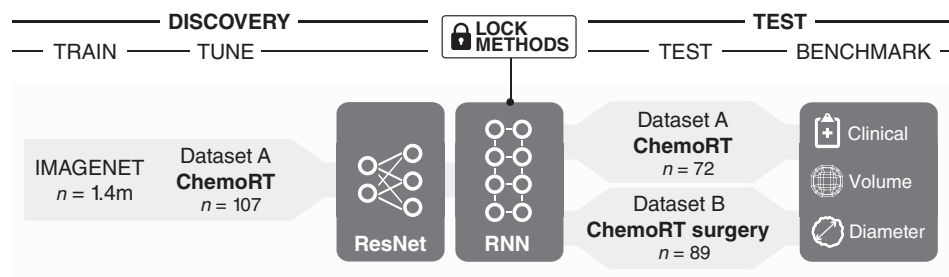 DISCOVERY
LOCK
METHODS
TEST
TRAIN
TUNE
TEST
BENCHMARK
IMAGENET
n = 1.4m
Dataset A
ChemoRT
n = 107
ResNet
RNN
Dataset A
ChemoRT
n = 72
Dataset B
ChemoRT surgery
n = 89
Clinical
Volume
Diameter